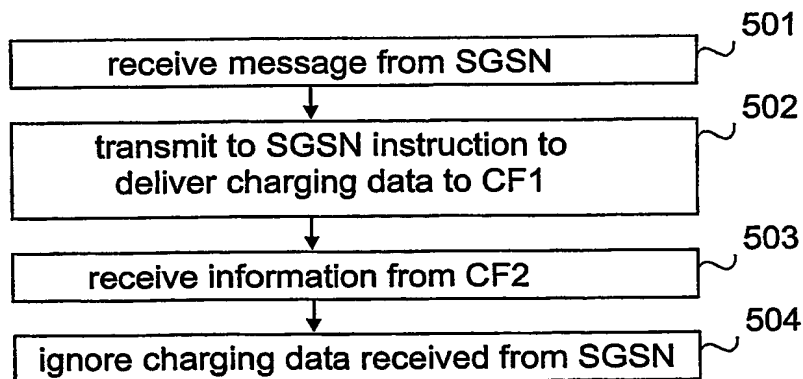 501
receive message from SGSN
502
transmit to SGSN instruction to
deliver charging data to CF1
503
receive information from CF2
504
ignore charging data received from SGSN